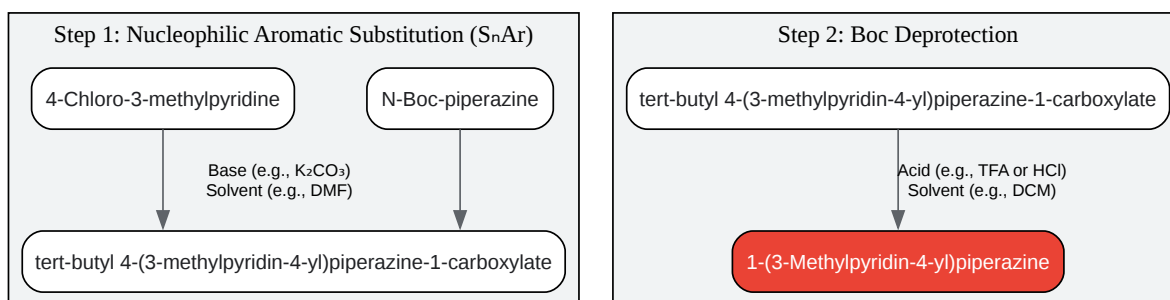 Step 1: Nucleophilic Aromatic Substitution (SₙAr)
4-Chloro-3-methylpyridine
N-Boc-piperazine
Base (e.g., K₂CO₃)
Solvent (e.g., DMF)
tert-butyl 4-(3-methylpyridin-4-yl)piperazine-1-carboxylate
Step 2: Boc Deprotection
tert-butyl 4-(3-methylpyridin-4-yl)piperazine-1-carboxylate
Acid (e.g., TFA or HCl)
Solvent (e.g., DCM)
1-(3-Methylpyridin-4-yl)piperazine